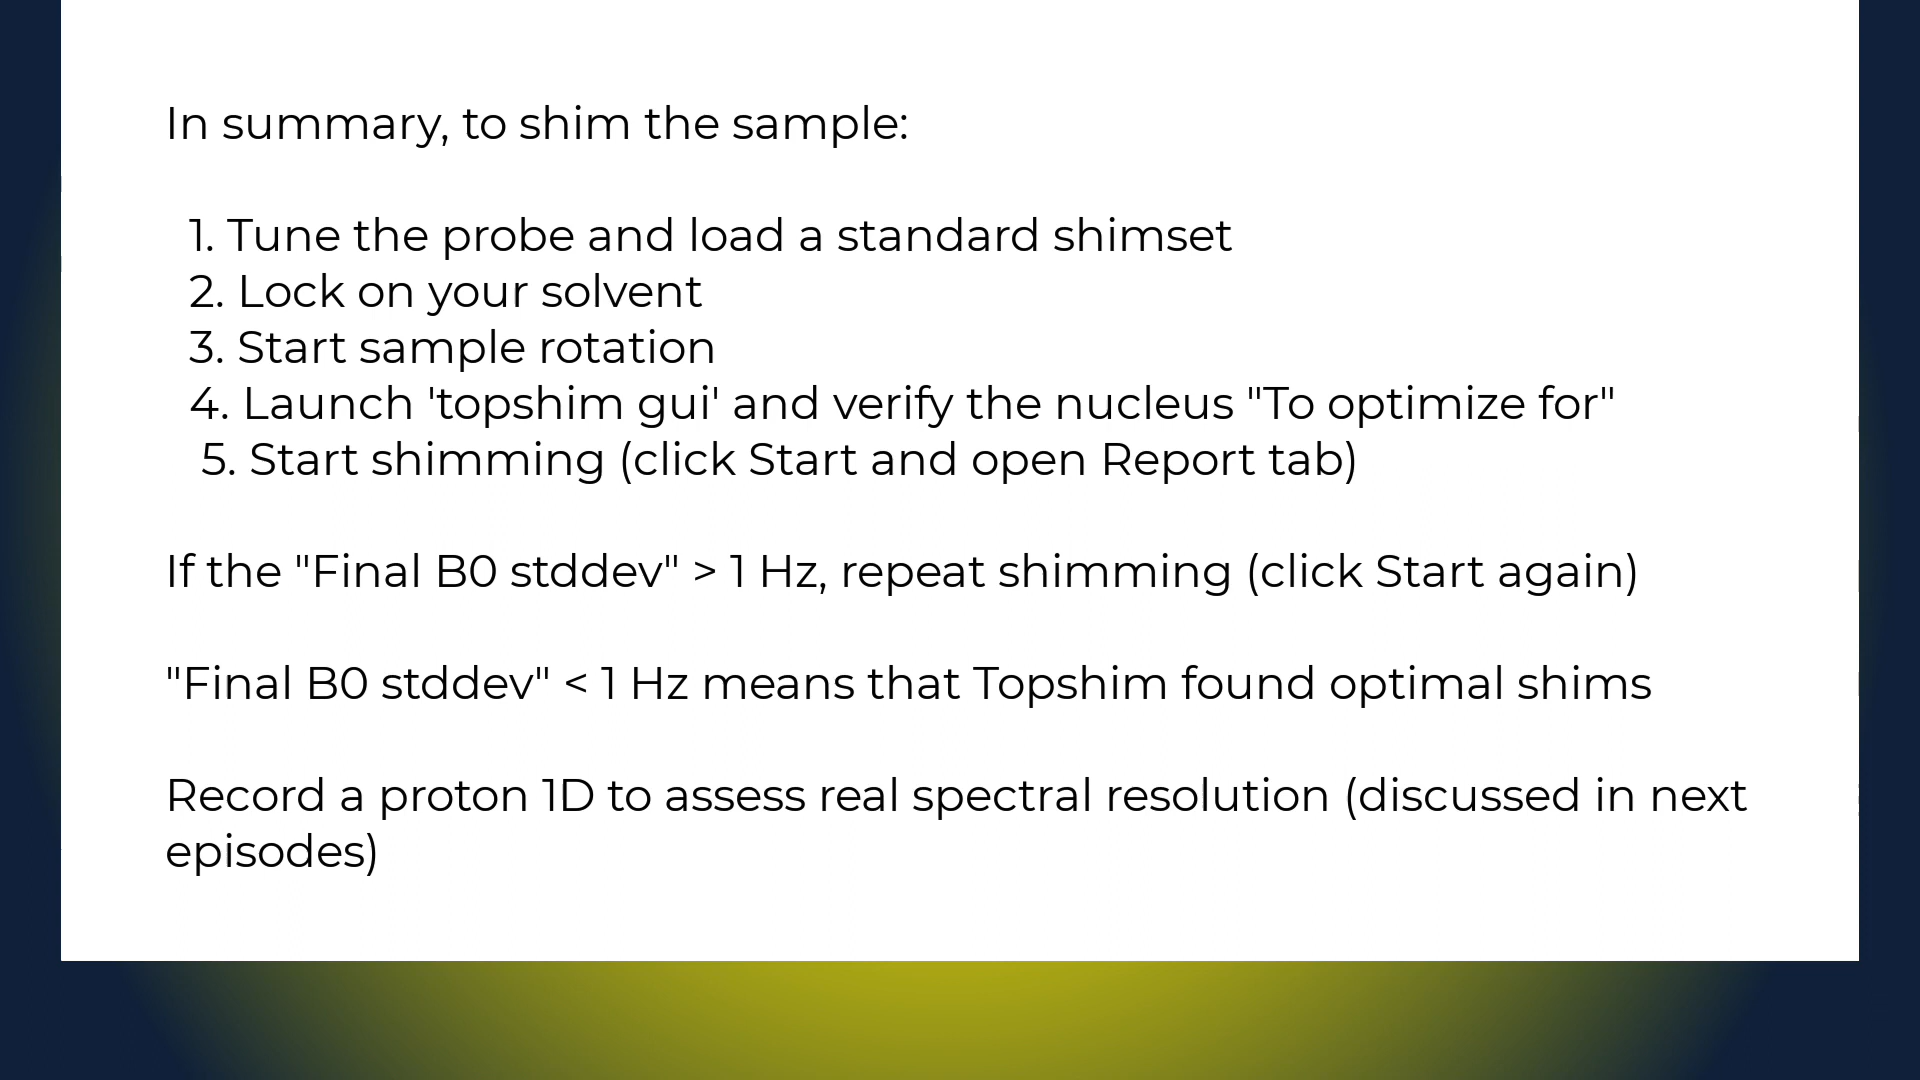 In summary, to shim the sample:
1. Tune the probe and load a standard shimset
2. Lock on your solvent
3. Start sample rotation
4. Launch 'topshim gui' and verify the nucleus "To optimize for"
5. Start shimming (click Start and open Report tab)
If the "Final B0 stddev" > 1 Hz, repeat shimming (click Start again)
"Final B0 stddev" < 1 Hz means that Topshim found optimal shims
Record a proton 1D to assess real spectral resolution (discussed in next
episodes)